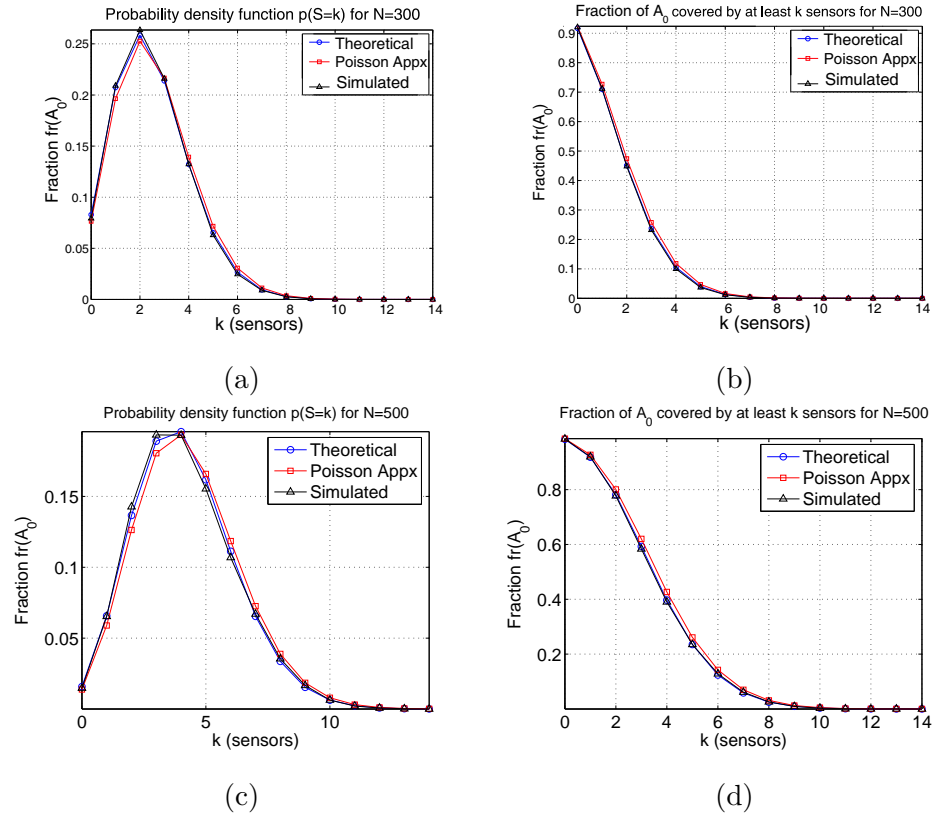 Probability density function p(S=k) for N=300
Fraction fr(A_0)
0.25
0.2
0.15
0.1
0.05
0
0 2 4 6 8 10 12 14
k (sensors)
Theoretical
Poisson Appx
Simulated
(a)
Fraction of A_0 covered by at least k sensors for N=300
Fraction fr(A_0)
0.9
0.8
0.7
0.6
0.5
0.4
0.3
0.2
0.1
0
0 2 4 6 8 10 12 14
k (sensors)
Theoretical
Poisson Appx
Simulated
(b)
Probability density function p(S=k) for N=500
Fraction fr(A_0)
0.15
0.1
0.05
0 5 10
k (sensors)
Theoretical
Poisson Appx
Simulated
(c)
Fraction of A_0 covered by at least k sensors for N=500
Fraction fr(A_0)
0.8
0.6
0.4
0.2
0 2 4 6 8 10 12 14
k (sensors)
Theoretical
Poisson Appx
Simulated
(d)